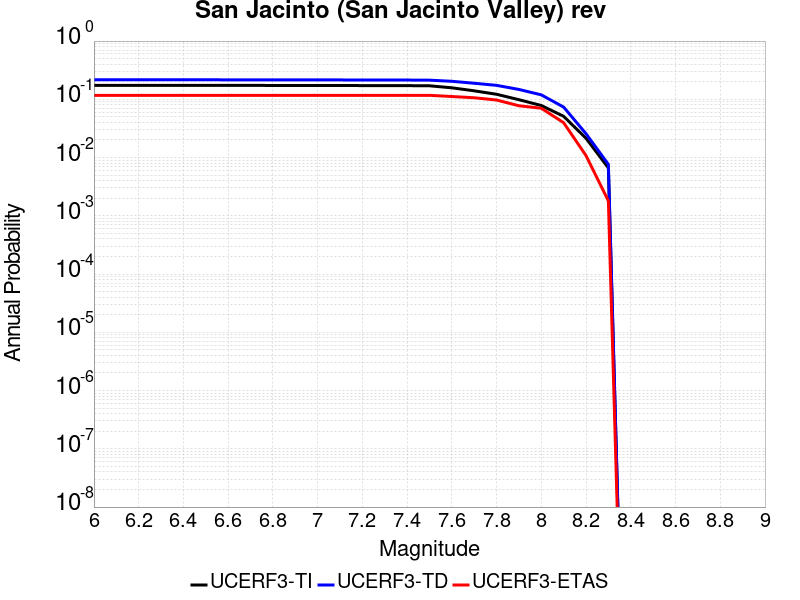 San Jacinto (San Jacinto Valley) rev
10^0
10^-1
10^-2
10^-3
10^-4
10^-5
10^-6
10^-7
10^-8
Annual Probability
6 6.2 6.4 6.6 6.8 7 7.2 7.4 7.6 7.8 8 8.2 8.4 8.6 8.8 9
Magnitude
UCERF3-TI UCERF3-TD UCERF3-ETAS